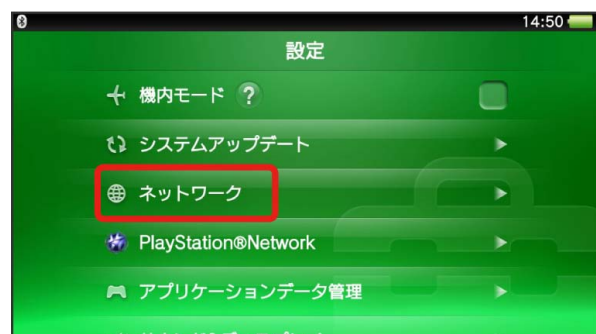 14:50
設定
機内モード ?
システムアップデート
ネットワーク
PlayStation®Network
アプリケーションデータ管理